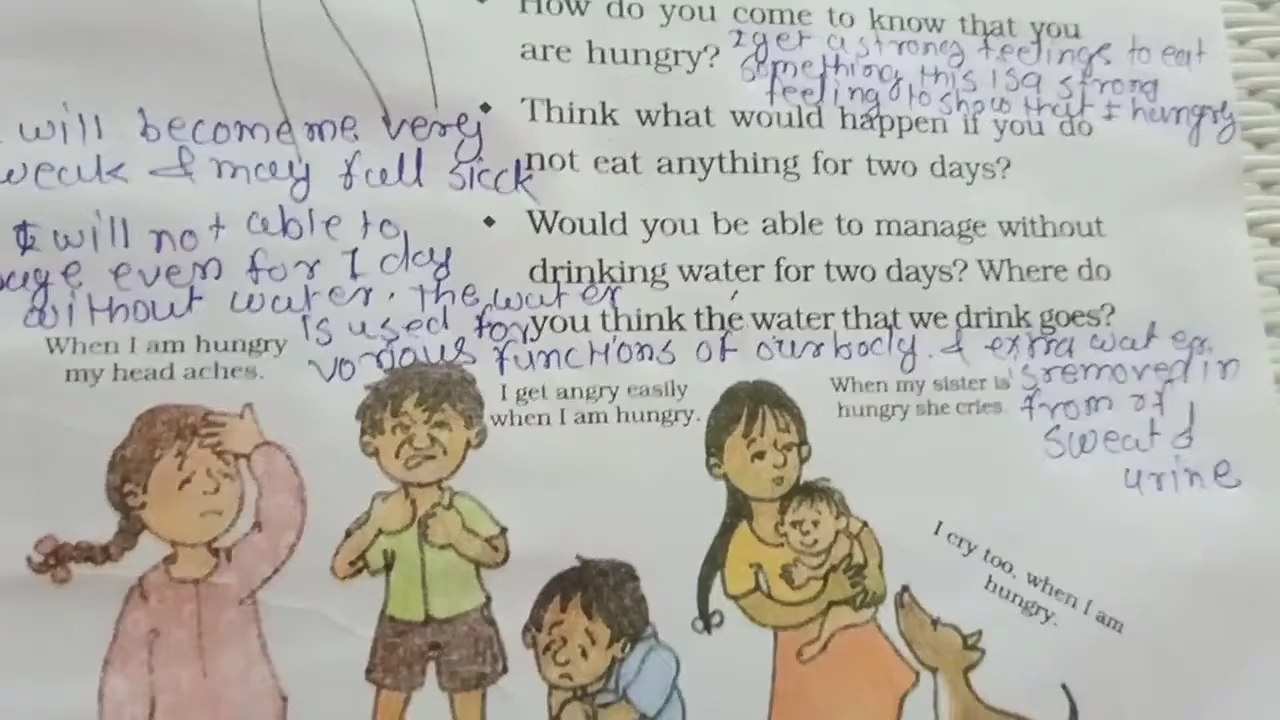 How do you come to know that you
are hungry? I get a strong feelings to eat
something this is a strong
feeling to show that I hungry
Think what would happen if you do
not eat anything for two days?
will become me very
weak & may fall sick
Would you be able to manage without
drinking water for two days? Where do
you think the water that we drink goes?
I will not able to
even for 1 day
without water. the water
is used for
various functions of our body. & extra water
is removed in
from of
sweat &
urine
When I am hungry
my head aches.
I get angry easily
when I am hungry.
When my sister is
hungry she cries
I cry too, when I am
hungry.